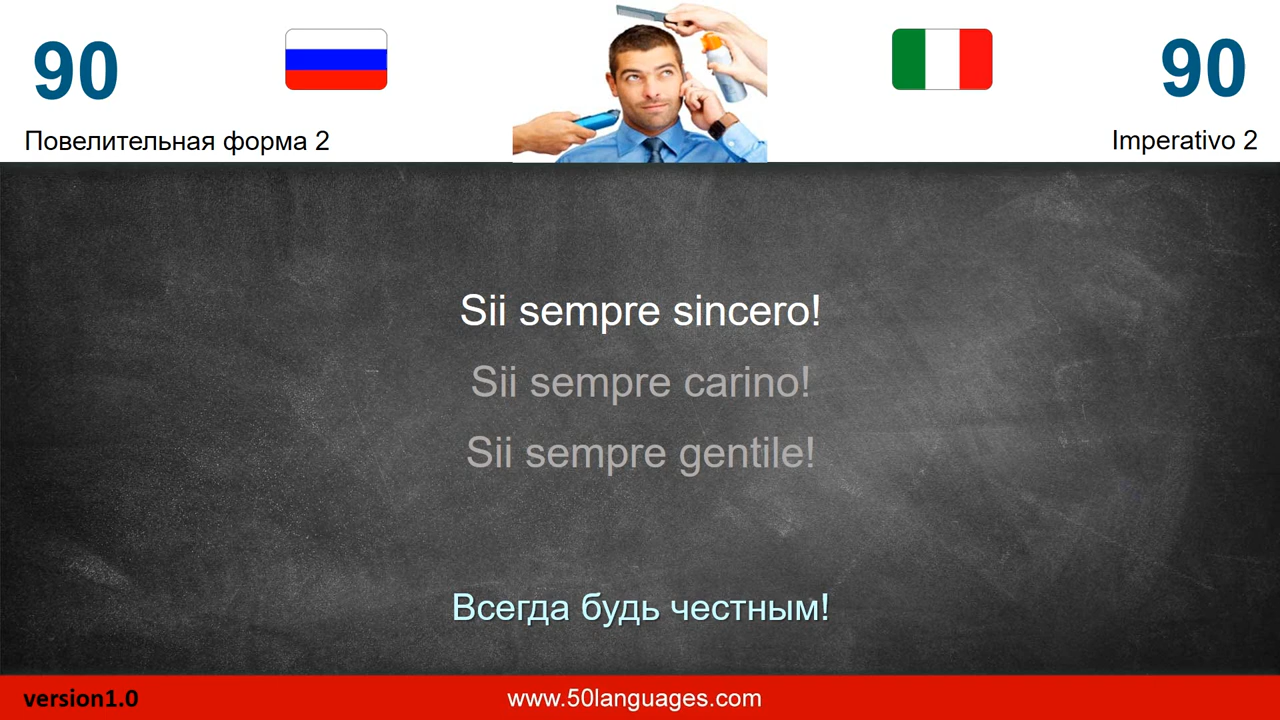 90
90
Повелительная форма 2
Imperativo 2
Sii sempre sincero!
Sii sempre carino!
Sii sempre gentile!
Всегда будь честным!
version1.0
www.50languages.com